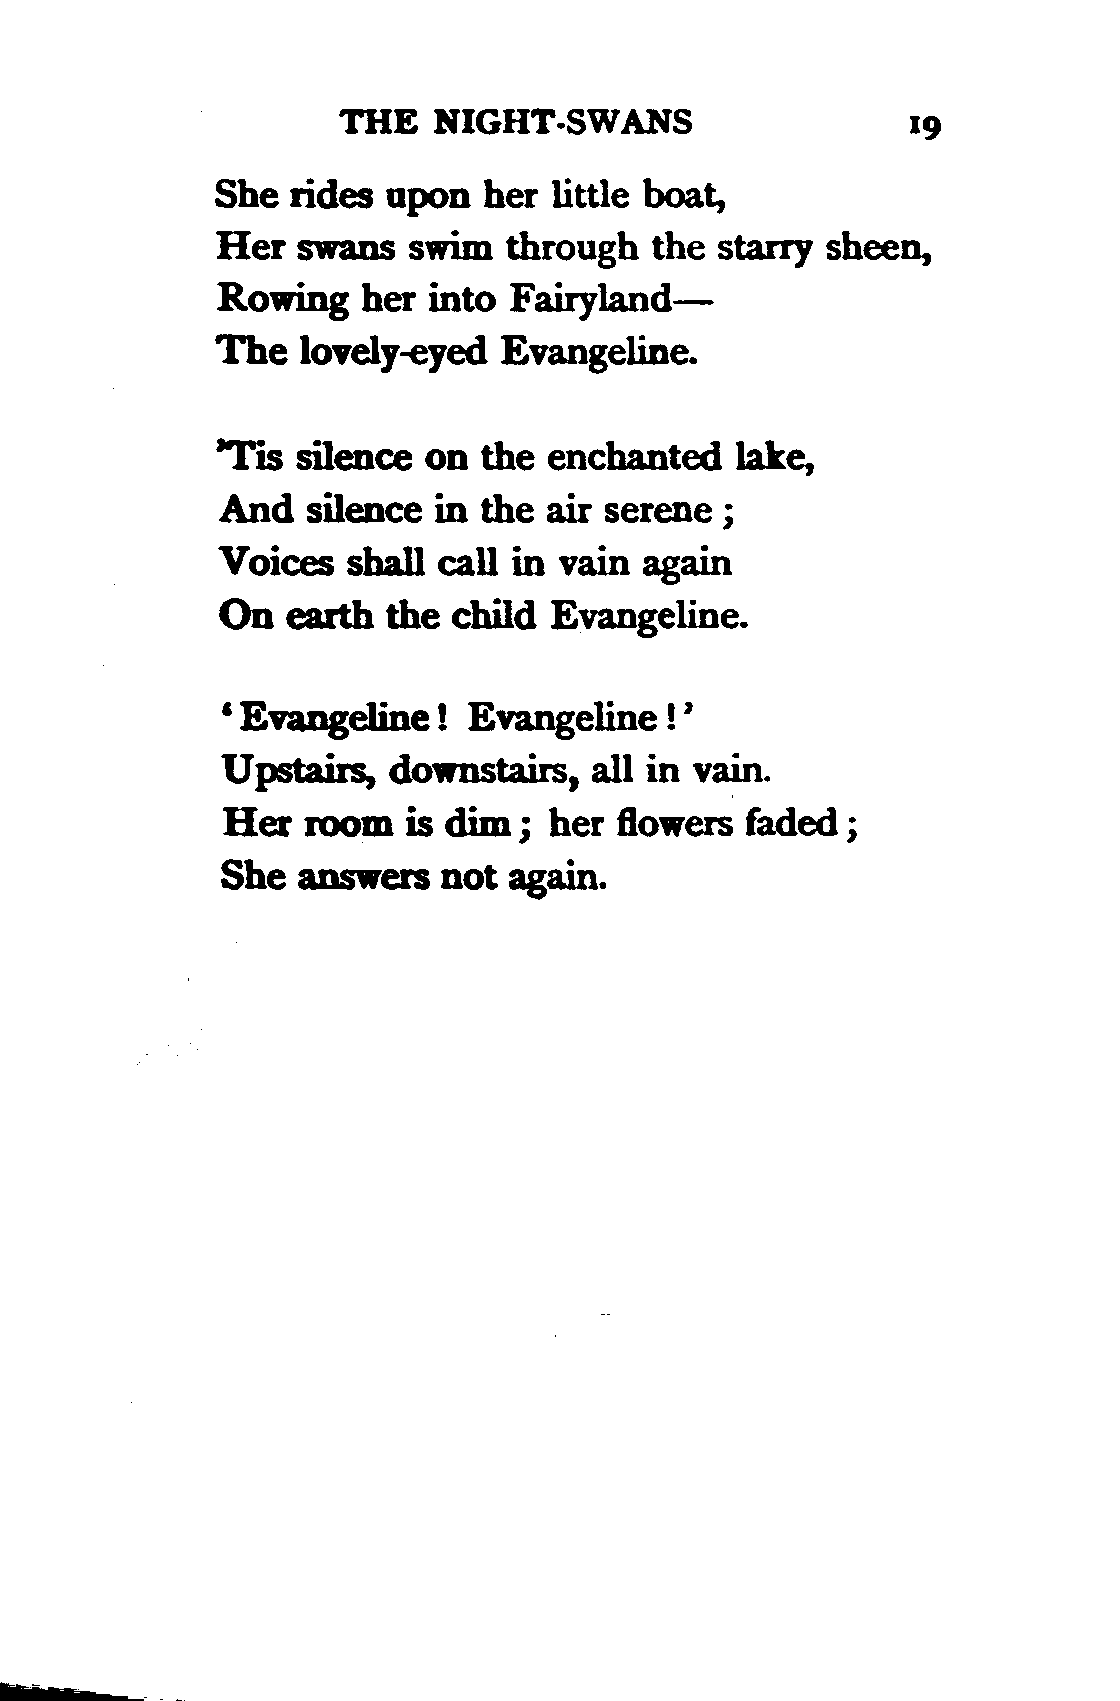 THE NIGHT-SWANS 19
She rides upon her little boat,
Her swans swim through the starry sheen,
Rowing her into Fairyland—
The lovely-eyed Evangeline.
'Tis silence on the enchanted lake,
And silence in the air serene ;
Voices shall call in vain again
On earth the child Evangeline.
‘ Evangeline ! Evangeline ! ’
Upstairs, downstairs, all in vain.
Her room is dim ; her flowers faded ;
She answers not again.